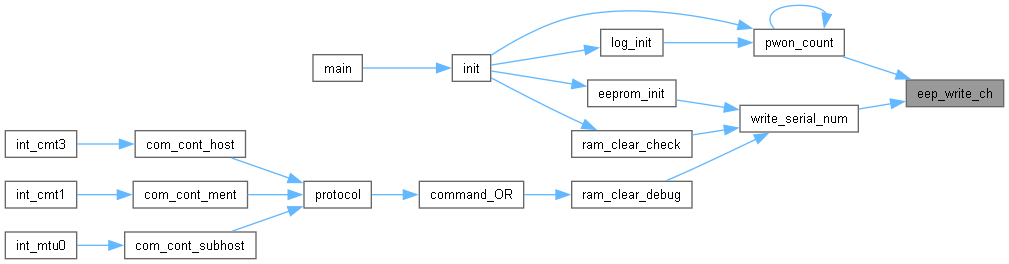 pwon_count
log_init
main
init
eeprom_init
eep_write_ch
write_serial_num
int_cmt3
com_cont_host
ram_clear_check
int_cmt1
com_cont_ment
protocol
command_OR
ram_clear_debug
int_mtu0
com_cont_subhost